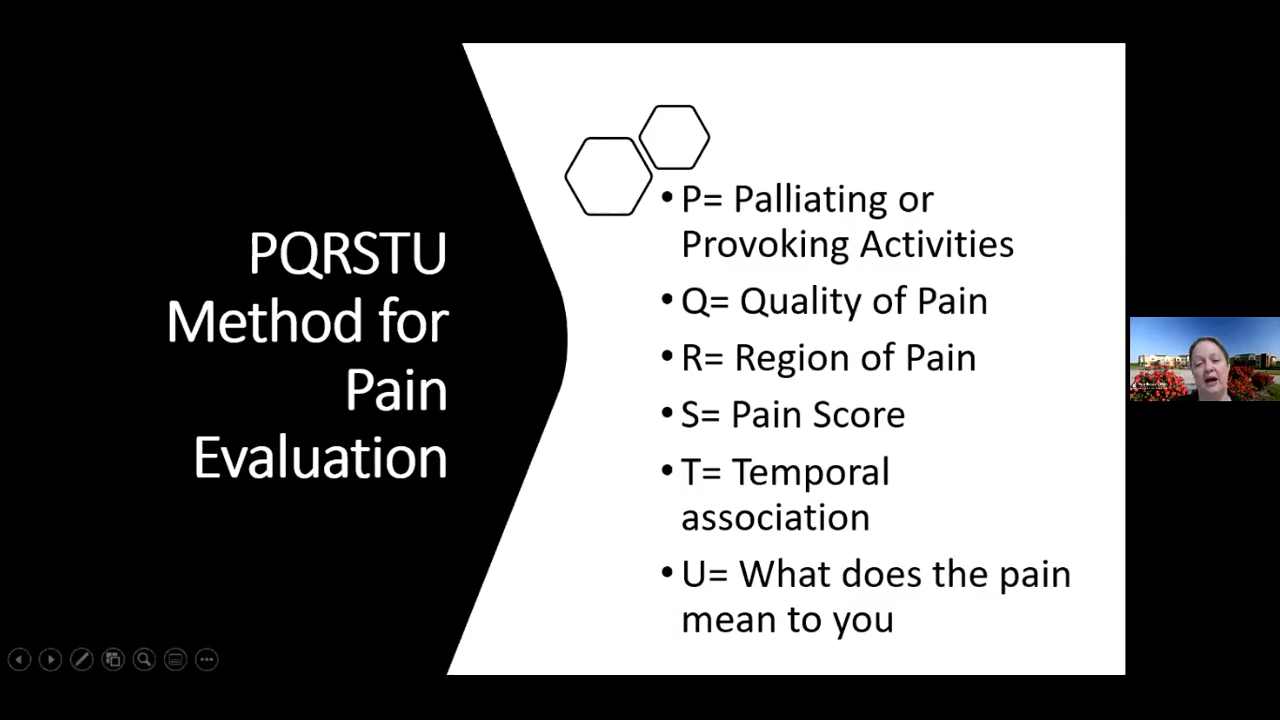 PQRSTU
Method for
Pain
Evaluation
• P= Palliating or
Provoking Activities
• Q= Quality of Pain
• R= Region of Pain
• S= Pain Score
• T= Temporal
association
• U= What does the pain
mean to you